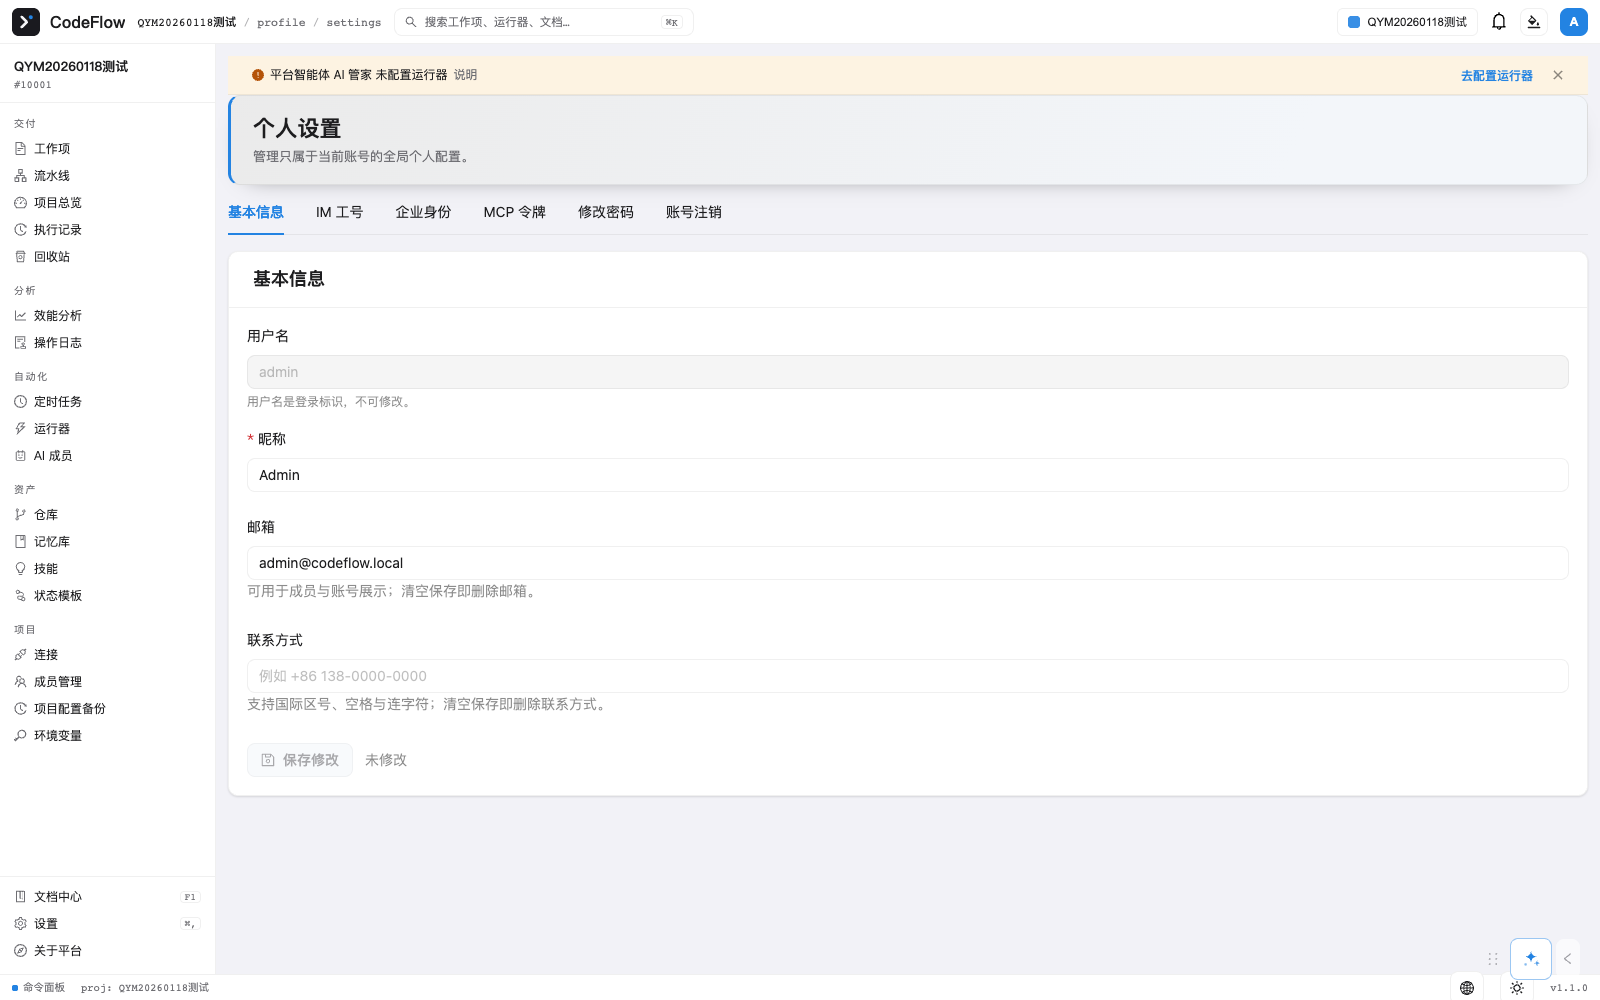 CodeFlow QYM20260118测试 / profile / settings
搜索工作项、运行器、文档... ⌘K
QYM20260118测试
A
QYM20260118测试
#10001
交付
工作项
流水线
项目总览
执行记录
回收站
分析
效能分析
操作日志
自动化
定时任务
运行器
AI 成员
资产
仓库
记忆库
技能
状态模板
项目
连接
成员管理
项目配置备份
环境变量
文档中心 F1
设置 ⌘,
关于平台
平台智能体 AI 管家 未配置运行器 说明
去配置运行器
个人设置
管理只属于当前账号的全局个人配置。
基本信息 IM 工号 企业身份 MCP 令牌 修改密码 账号注销
基本信息
用户名
admin
用户名是登录标识，不可修改。
* 昵称
Admin
邮箱
admin@codeflow.local
可用于成员与账号展示；清空保存即删除邮箱。
联系方式
例如 +86 138-0000-0000
支持国际区号、空格与连字符；清空保存即删除联系方式。
保存修改 未修改
命令面板 proj: QYM20260118测试
v1.1.0